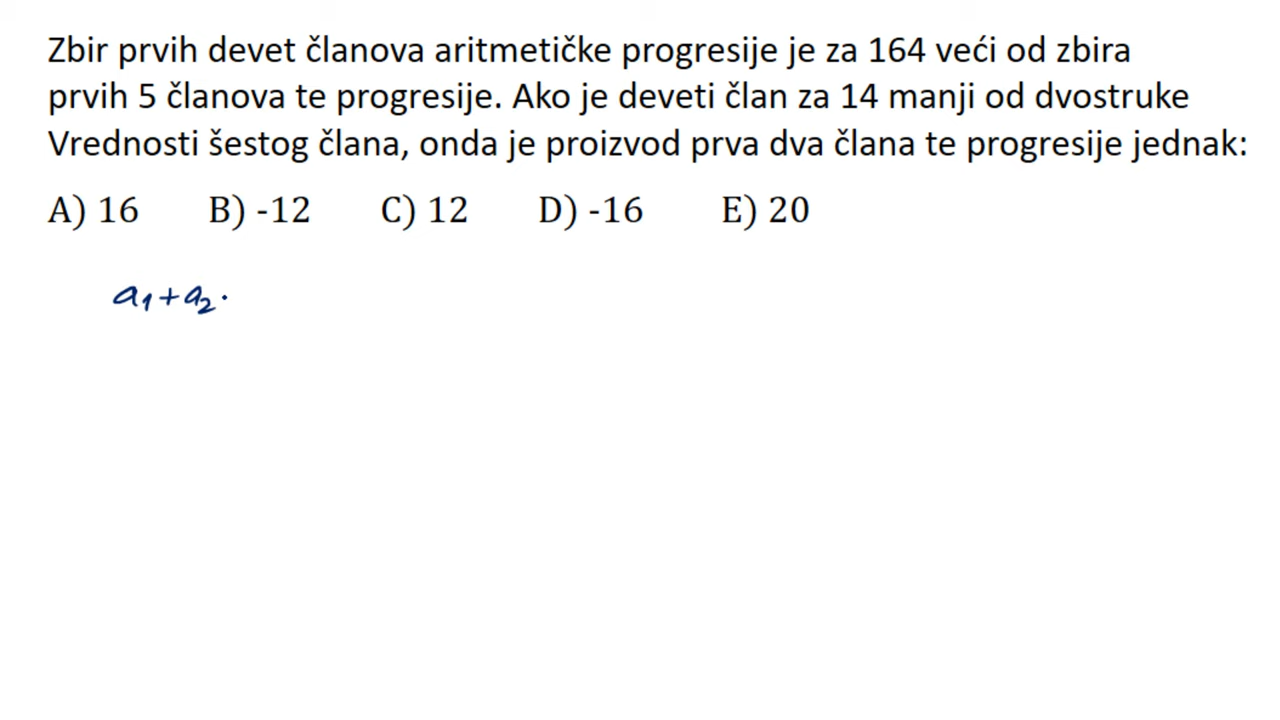 Zbir prvih devet članova aritmetičke progresije je za 164 veći od zbira
prvih 5 članova te progresije. Ako je deveti član za 14 manji od dvostruke
Vrednosti šestog člana, onda je proizvod prva dva člana te progresije jednak:
A) 16 B) -12 C) 12 D) -16 E) 20
a₁+a₂·